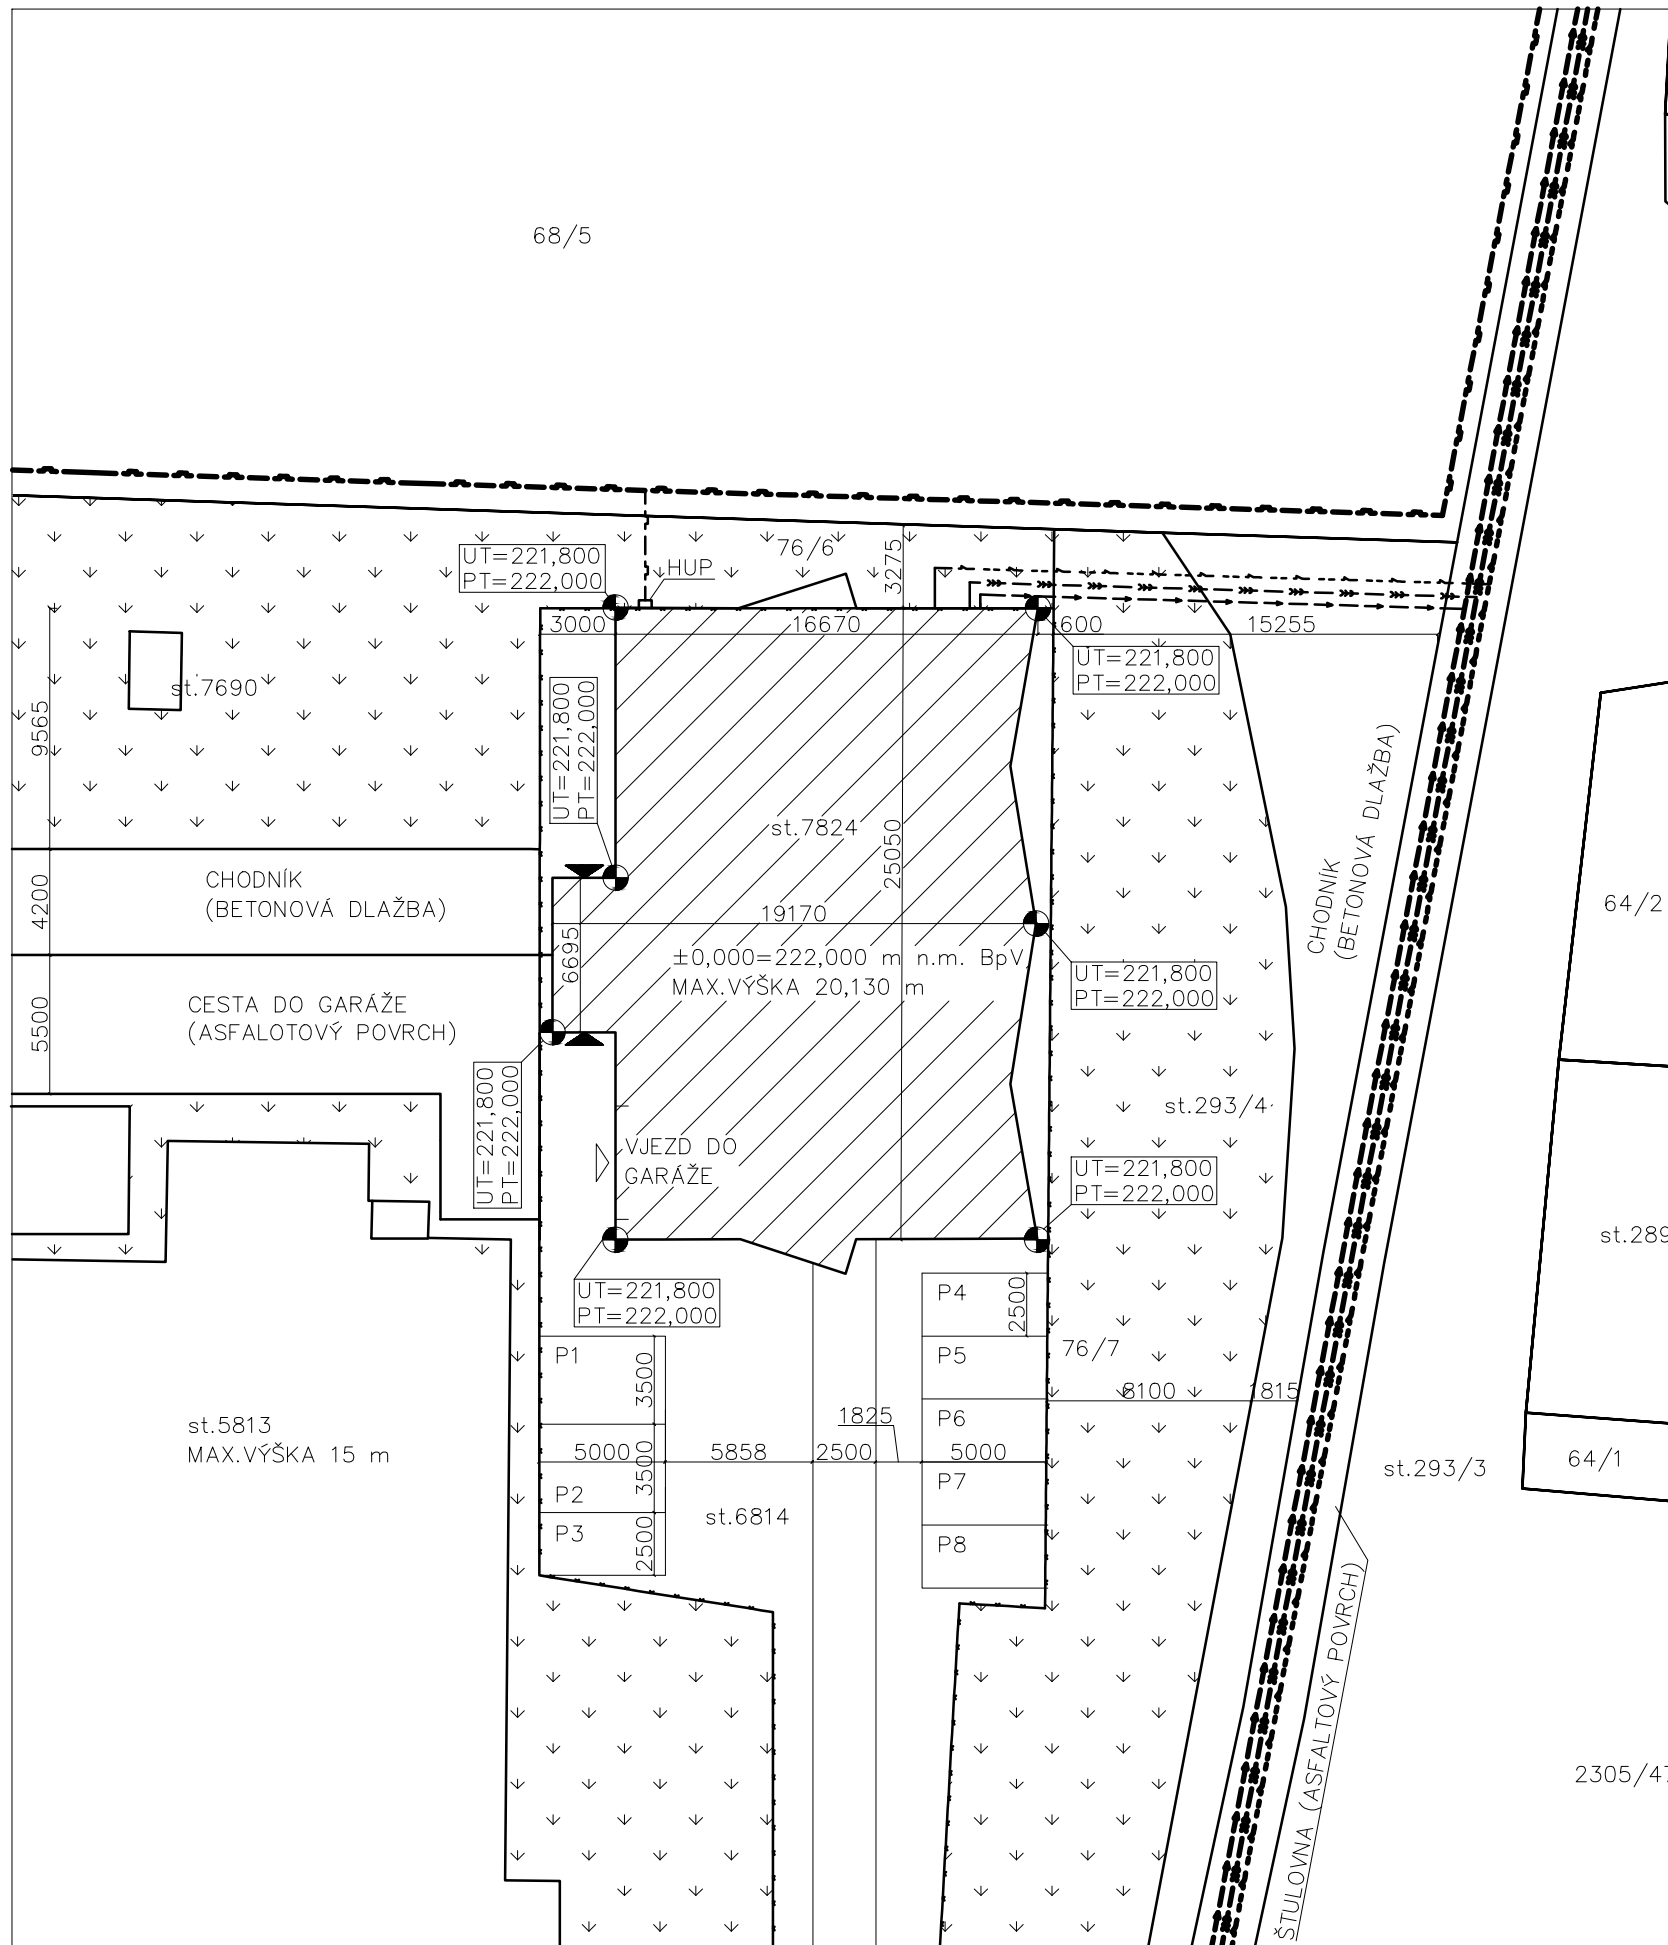 68/5
76/6
3275
UT=221,800
PT=222,000
HUP
3000
16670
600
15255
UT=221,800
PT=222,000
st.7690
UT=221,800
PT=222,000
9565
CHODNÍK
(BETONOVÁ DLAŽBA)
st.7824
25050
4200
CHODNÍK
(BETONOVÁ DLAŽBA)
64/2
19170
6695
±0,000=222,000 m n.m. BpV
MAX.VÝŠKA 20,130 m
UT=221,800
PT=222,000
5500
CESTA DO GARÁŽE
(ASFALOTOVÝ POVRCH)
UT=221,800
PT=222,000
st.293/4
VJEZD DO
GARÁŽE
UT=221,800
PT=222,000
st.289
UT=221,800
PT=222,000
P4
2500
P1
3500
P5
76/7
8100
1815
st.5813
MAX.VÝŠKA 15 m
1825
P6
5000
3500
5858
2500
5000
st.293/3
64/1
P2
P7
st.6814
P3
2500
P8
ŠTULOVNA (ASFALTOVÝ POVRCH)
2305/47